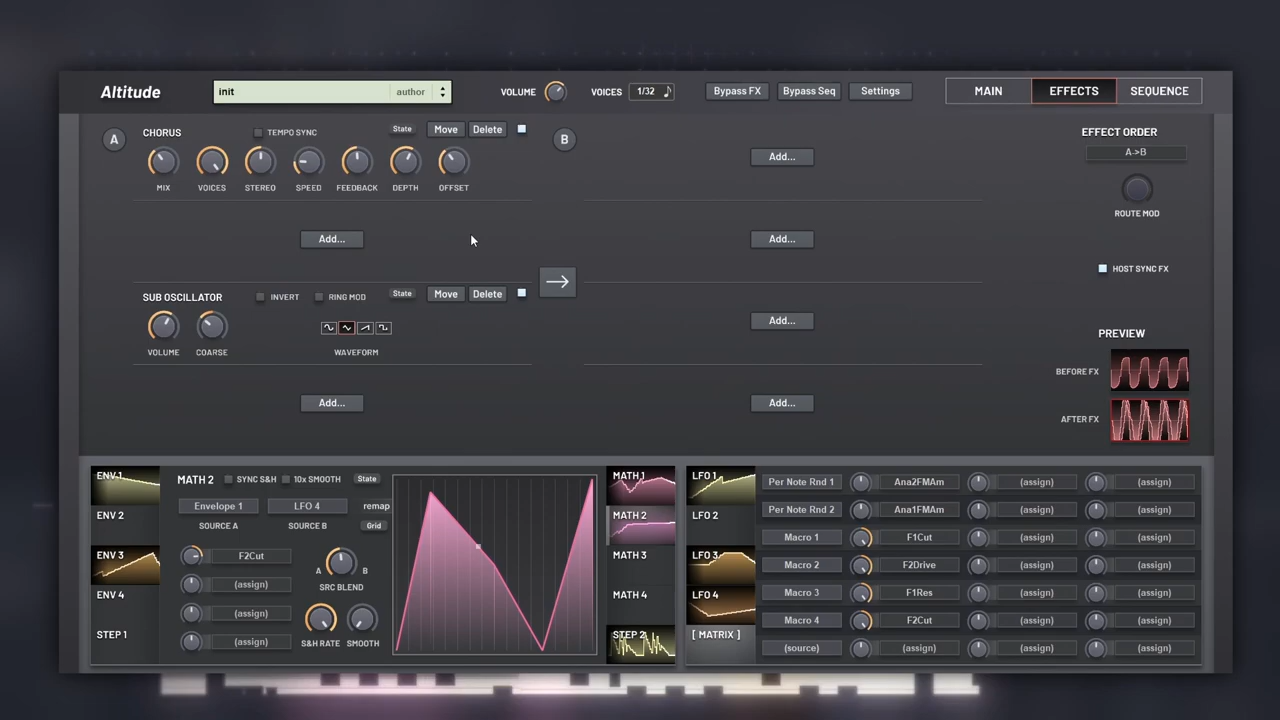 Altitude
init author
VOLUME
VOICES 1/32
Bypass FX
Bypass Seq
Settings
MAIN
EFFECTS
SEQUENCE
A
CHORUS
TEMPO SYNC
State
Move
Delete
MIX
VOICES
STEREO
SPEED
FEEDBACK
DEPTH
OFFSET
Add...
SUB OSCILLATOR
INVERT
RING MOD
State
Move
Delete
VOLUME
COARSE
WAVEFORM
Add...
B
Add...
Add...
Add...
Add...
EFFECT ORDER
A->B
ROUTE MOD
HOST SYNC FX
PREVIEW
BEFORE FX
AFTER FX
ENV 1
ENV 2
ENV 3
ENV 4
STEP 1
MATH 2
SYNC S&H
10x SMOOTH
State
Envelope 1
LFO 4
remap
SOURCE A
SOURCE B
Grid
F2Cut
(assign)
(assign)
(assign)
A
B
SRC BLEND
S&H RATE
SMOOTH
MATH 1
MATH 2
MATH 3
MATH 4
STEP 2
LFO 1
LFO 2
LFO 3
LFO 4
[ MATRIX ]
Per Note Rnd 1 Ana2FMAm (assign) (assign)
Per Note Rnd 2 Ana1FMAm (assign) (assign)
Macro 1 F1Cut (assign) (assign)
Macro 2 F2Drive (assign) (assign)
Macro 3 F1Res (assign) (assign)
Macro 4 F2Cut (assign) (assign)
(source) (assign) (assign) (assign)